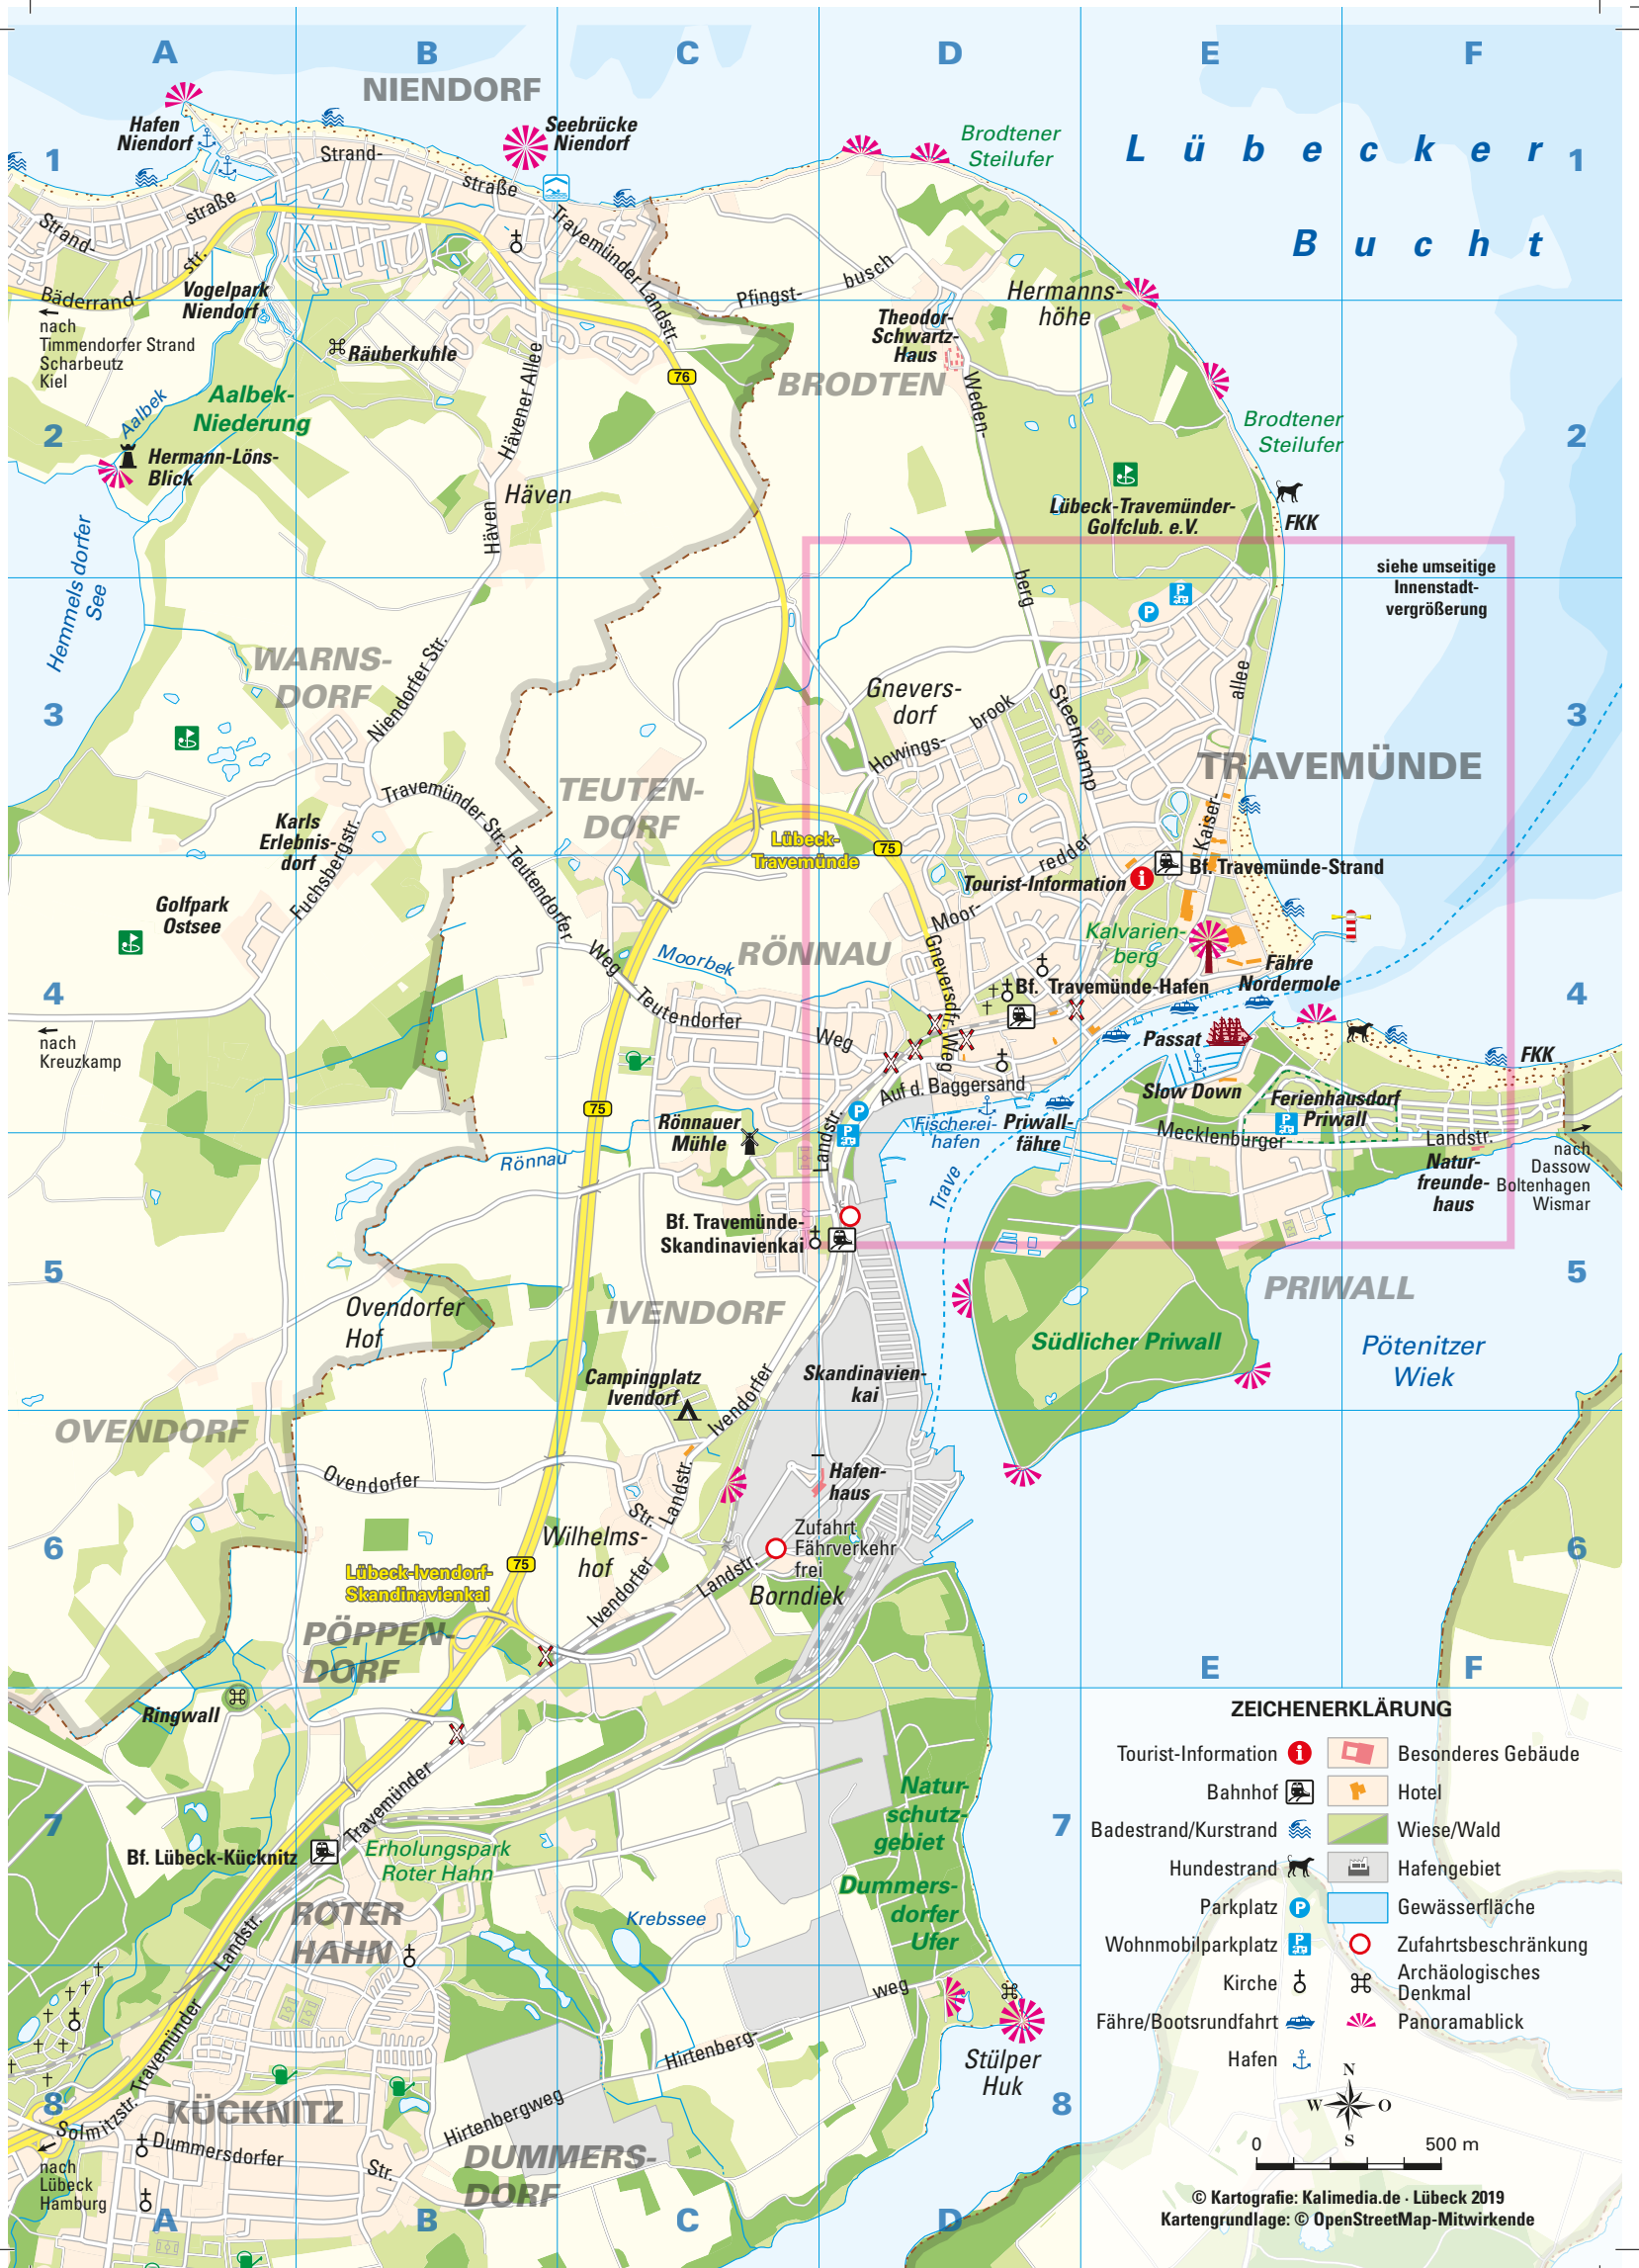 A B C D E F
NIENDORF
Hafen
Niendorf
Seebrücke
Niendorf
Brodtener
Steilufer
Lübecker
Bucht
1
1
Strand-
straße
Strand-
straße
Bäderrand-
str.
Travemünder Landstr.
Pfingst-
busch
Hermanns-
höhe
Vogelpark
Niendorf
nach
Timmendorfer Strand
Scharbeutz
Kiel
Räuberkuhle
Theodor-
Schwartz-
Haus
BRODTEN
76
Aalbek-
Niederung
Aalbek
2
2
Hermann-Löns-
Blick
Hävener Allee
Häven
Häven
Weden-
berg
Brodtener
Steilufer
Lübeck-Travemünder-
Golfclub. e.V.
FKK
siehe umseitige
Innenstadt-
vergrößerung
Hemmelsdorfer
See
WARNS-
DORF
Niendorfer Str.
3
3
Gnevers-
dorf
Howings-
brook
Steenkamp
allee
Kaiser-
TRAVEMÜNDE
TEUTEN-
DORF
Travemünder Str.
Teutendorfer
Weg
Karls
Erlebnis-
dorf
Fuchsbergstr.
Lübeck-
Travemünde
75
Moor-
redder
Tourist-Information
Bf. Travemünde-Strand
Golfpark
Ostsee
Moorbek
RÖNNAU
Gneversdf. Weg
Kalvarien-
berg
Fähre
Nordermole
Bf. Travemünde-Hafen
4
4
nach
Kreuzkamp
Teutendorfer
Weg
Passat
FKK
Slow Down
Ferienhausdorf
Priwall
Auf d. Baggersand
75
Rönnauer
Mühle
Landstr.
Fischerei-
hafen
Priwall-
fähre
Mecklenburger-
Landstr.
nach
Dassow
Boltenhagen
Wismar
Natur-
freunde-
haus
Rönnau
Trave
Bf. Travemünde-
Skandinavienkai
5
5
PRIWALL
Ovendorfer
Hof
IVENDORF
Südlicher Priwall
Pötenitzer
Wiek
Campingplatz
Ivendorf
Skandinavien-
kai
Ivendorfer
Landstr.
OVENDORF
Ovendorfer
Str.
Hafen-
haus
6
6
Wilhelms-
hof
Zufahrt
Fährverkehr
frei
75
Lübeck-Ivendorf-
Skandinavienkai
Ivendorfer
Landstr.
Borndiek
PÖPPEN-
DORF
E F
Ringwall
7
7
Travemünder
Landstr.
Bf. Lübeck-Kücknitz
Erholungspark
Roter Hahn
Natur-
schutz-
gebiet
Dummers-
dorfer
Ufer
ROTER
HAHN
Krebssee
weg
Hirtenberg-
Stülper
Huk
Travemünder
Solmitzstr.
8
8
KÜCKNITZ
Hirtenbergweg
Dummersdorfer
Str.
DUMMERS-
DORF
nach
Lübeck
Hamburg
A B C D
ZEICHENERKLÄRUNG
Tourist-Information
Besonderes Gebäude
Bahnhof
Hotel
Badestrand/Kurstrand
Wiese/Wald
Hundestrand
Hafengebiet
Parkplatz
Gewässerfläche
Wohnmobilparkplatz
Zufahrtsbeschränkung
Kirche
Archäologisches
Denkmal
Fähre/Bootsrundfahrt
Panoramablick
Hafen
N
W O
S
0 500 m
© Kartografie: Kalimedia.de · Lübeck 2019
Kartengrundlage: © OpenStreetMap-Mitwirkende